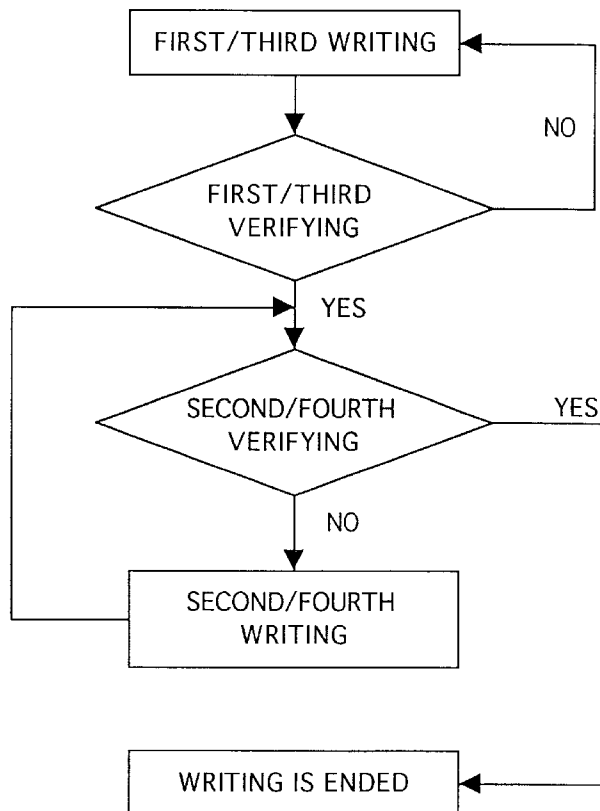 FIRST/THIRD WRITING
NO
FIRST/THIRD
VERIFYING
YES
SECOND/FOURTH
VERIFYING
YES
NO
SECOND/FOURTH
WRITING
WRITING IS ENDED